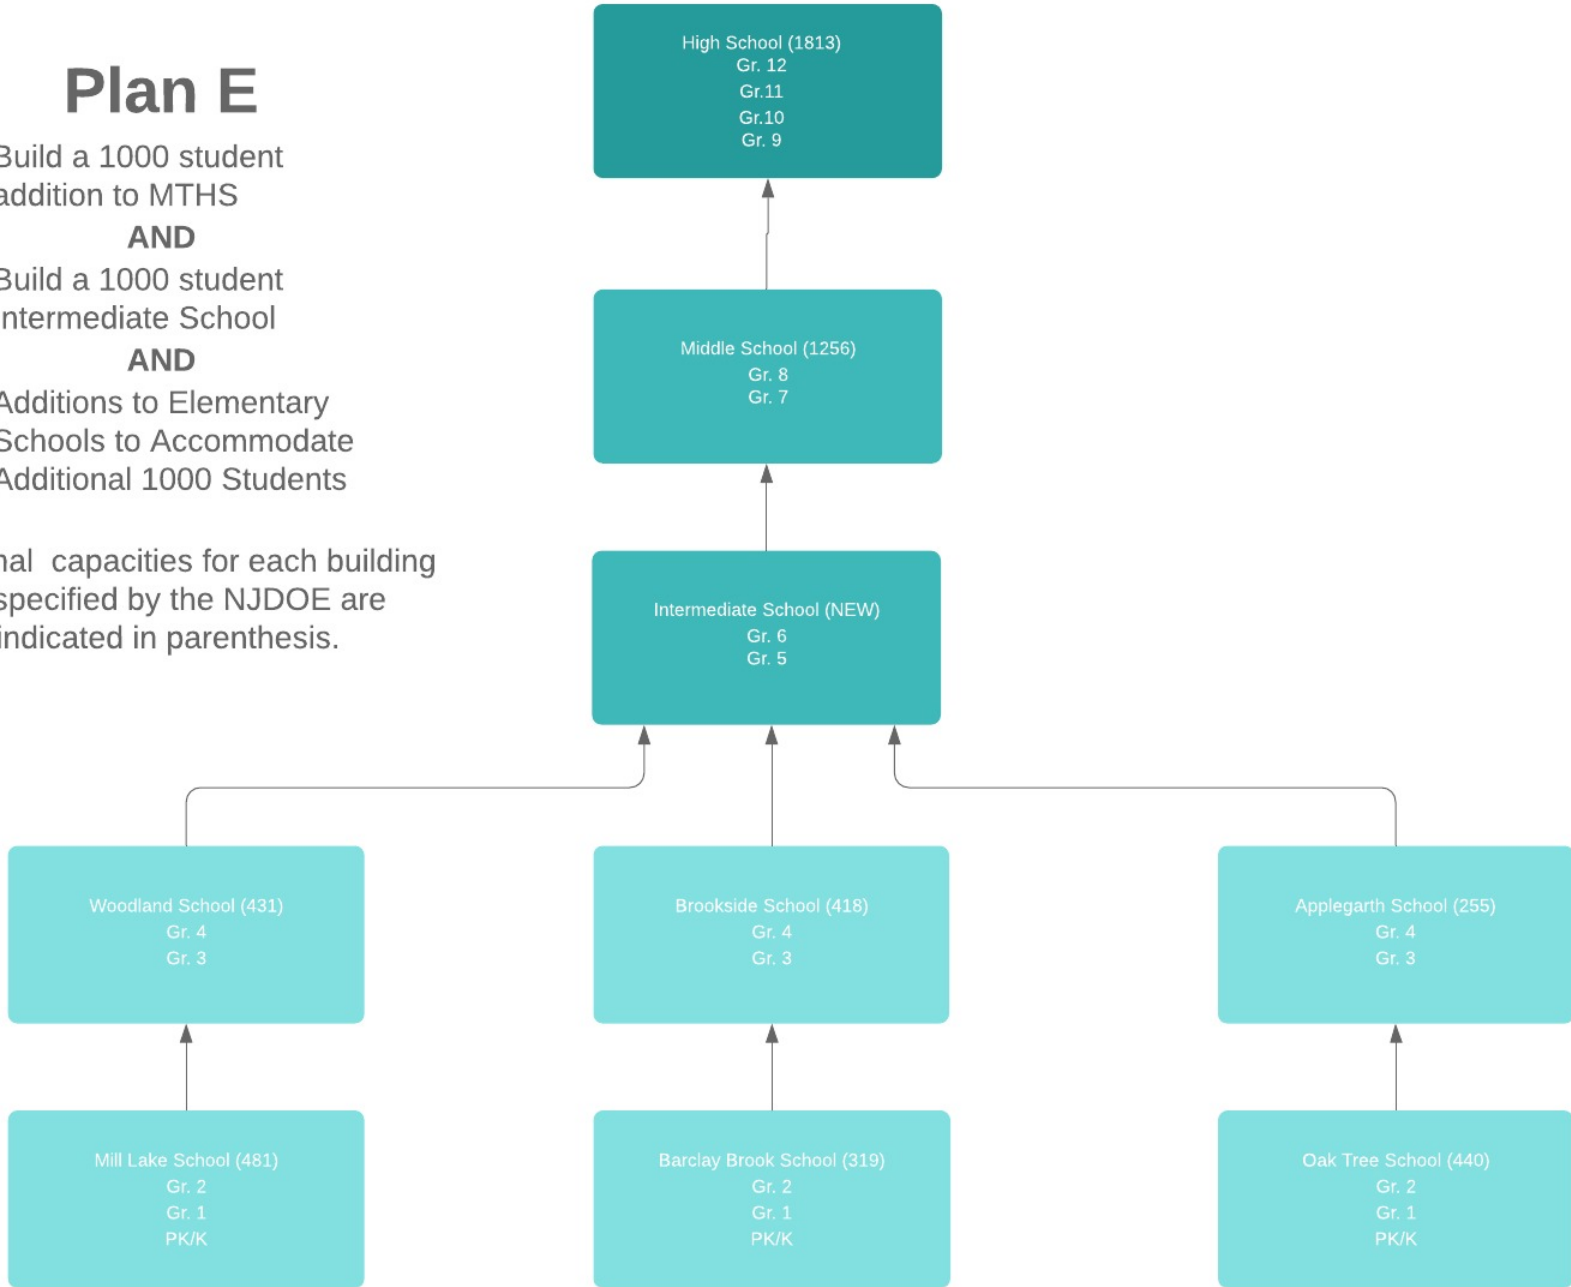 Plan E
Build a 1000 student
addition to MTHS
AND
Build a 1000 student
ntermediate School
AND
Additions to Elementary
Schools to Accommodate
Additional 1000 Students
nal capacities for each building
specified by the NJDOE are
indicated in parenthesis.
High School (1813)
Gr. 12
Gr.11
Gr.10
Gr. 9
Middle School (1256)
Gr. 8
Gr. 7
Intermediate School (NEW)
Gr. 6
Gr. 5
Woodland School (431)
Gr. 4
Gr. 3
Brookside School (418)
Gr. 4
Gr. 3
Applegarth School (255)
Gr. 4
Gr. 3
Mill Lake School (481)
Gr. 2
Gr. 1
PK/K
Barclay Brook School (319)
Gr. 2
Gr. 1
PK/K
Oak Tree School (440)
Gr. 2
Gr. 1
PK/K